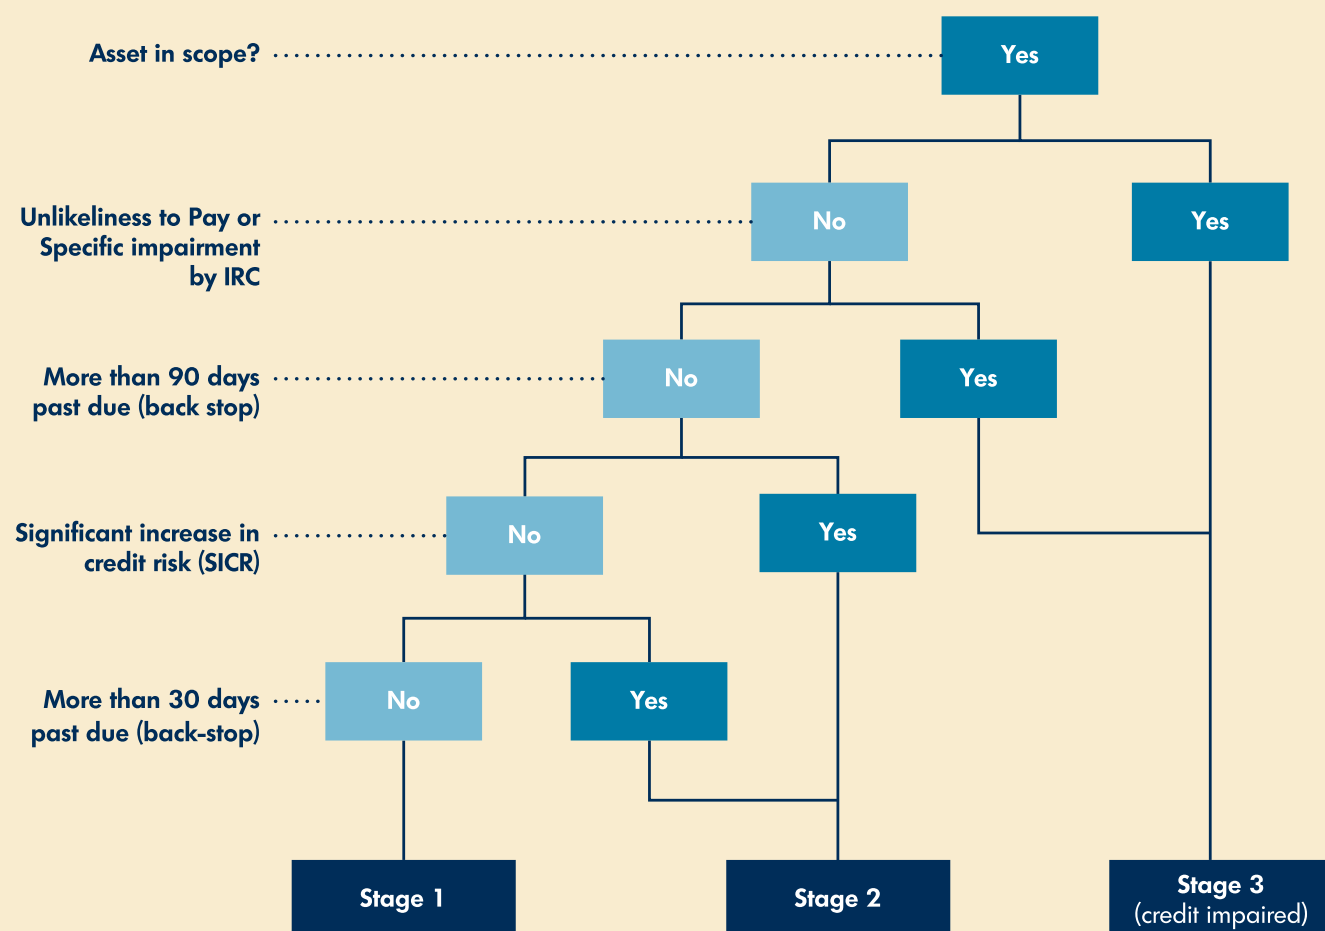 Asset in scope?
Yes
Unlikeliness to Pay or
Specific impairment
by IRC
No
Yes
More than 90 days
past due (back stop)
No
Yes
Significant increase in
credit risk (SICR)
No
Yes
More than 30 days
past due (back-stop)
No
Yes
Stage 1
Stage 2
Stage 3
(credit impaired)